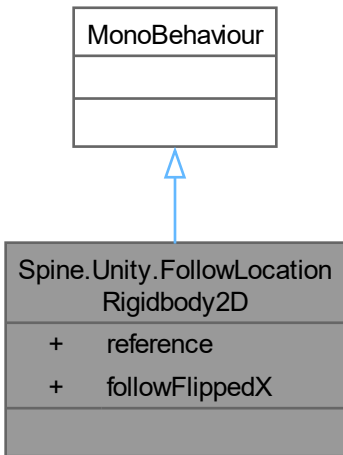 MonoBehaviour
Spine.Unity.FollowLocation
Rigidbody2D
+ reference
+ followFlippedX